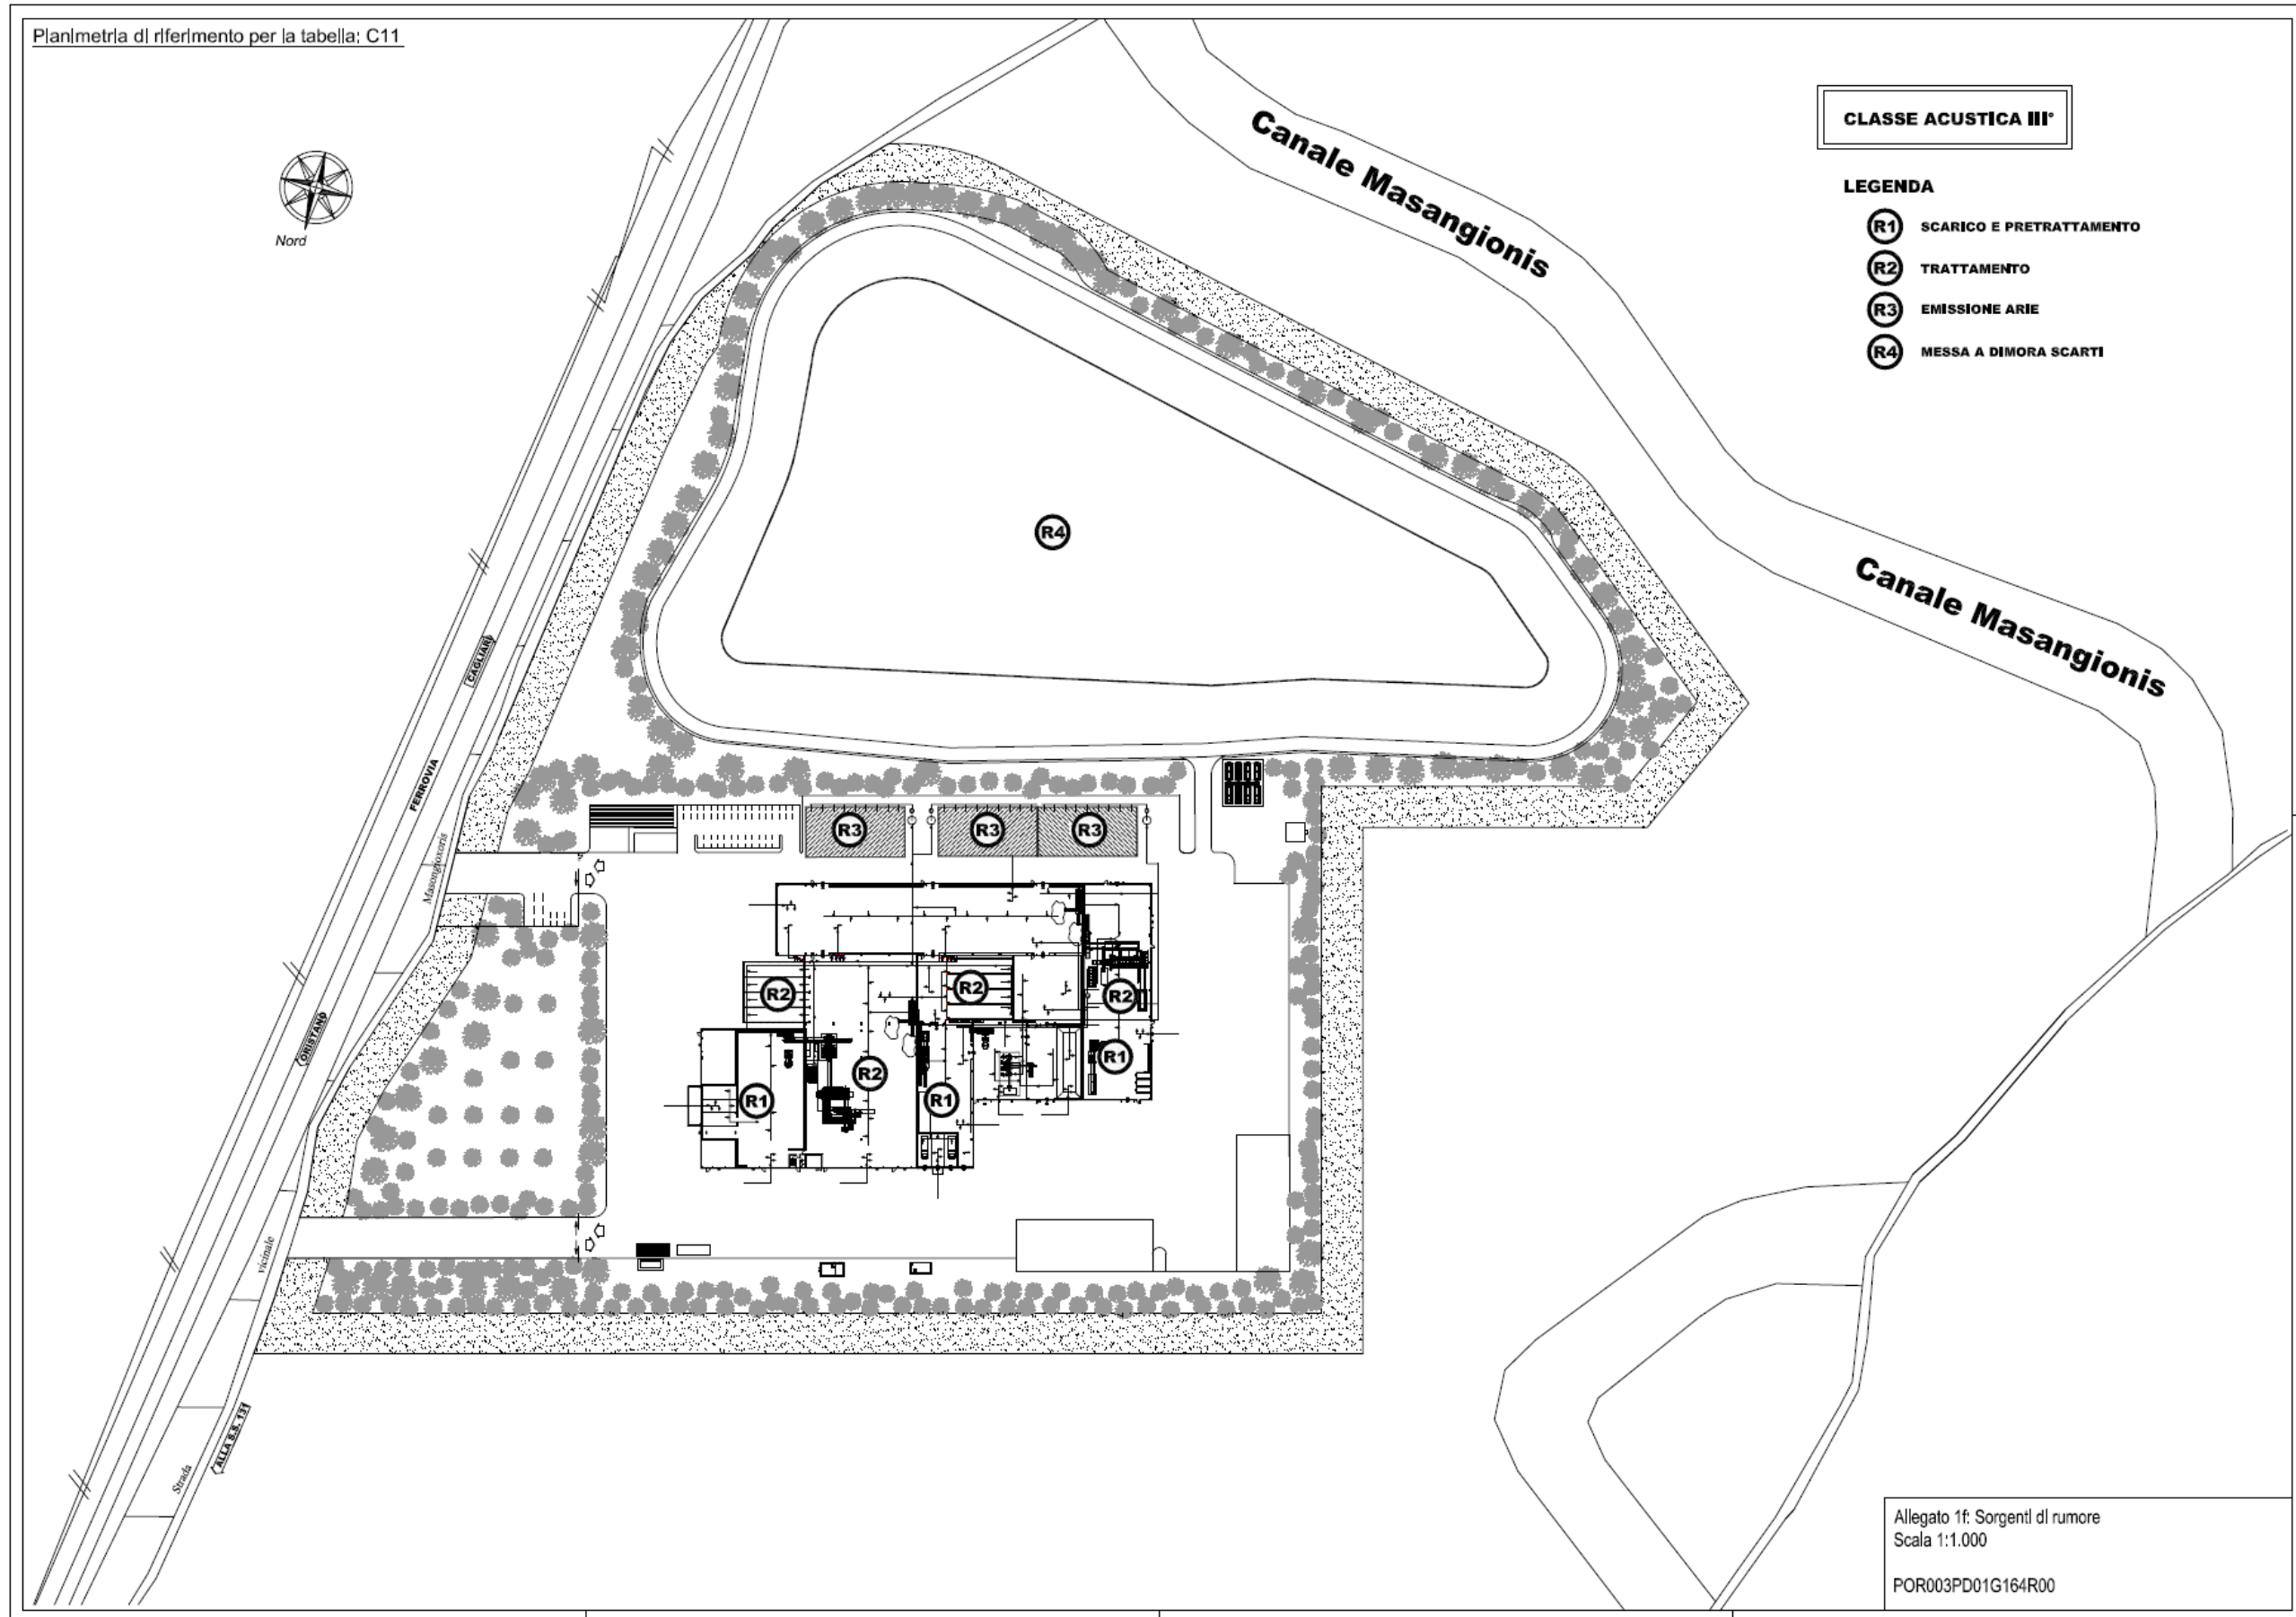 Planimetria di riferimento per la tabella: C11
Nord
CLASSE ACUSTICA III°
LEGENDA
R1 SCARICO E PRETRATTAMENTO
R2 TRATTAMENTO
R3 EMISSIONE ARIE
R4 MESSA A DIMORA SCARTI
Canale Masangionis
Canale Masangionis
R4
CAGLIARI
FERROVIA
Masongoxoris
ORISTANO
vicinale
Strada
ALLA S.S. 131
R3
R3
R3
R2
R2
R2
R1
R2
R1
R1
Allegato 1f: Sorgenti di rumore
Scala 1:1.000
POR003PD01G164R00